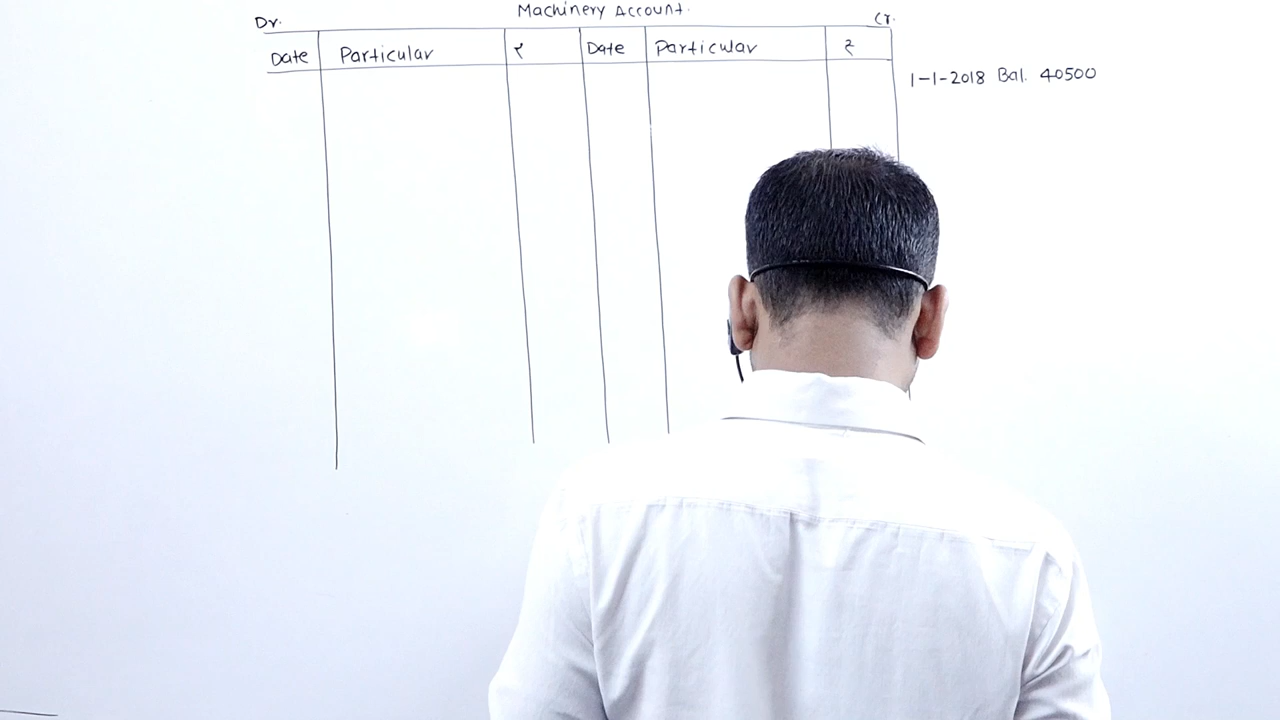 Machinery Account.
Dr. Cr.
Date Particular ₹ Date Particular ₹
1-1-2018 Bal. 40500